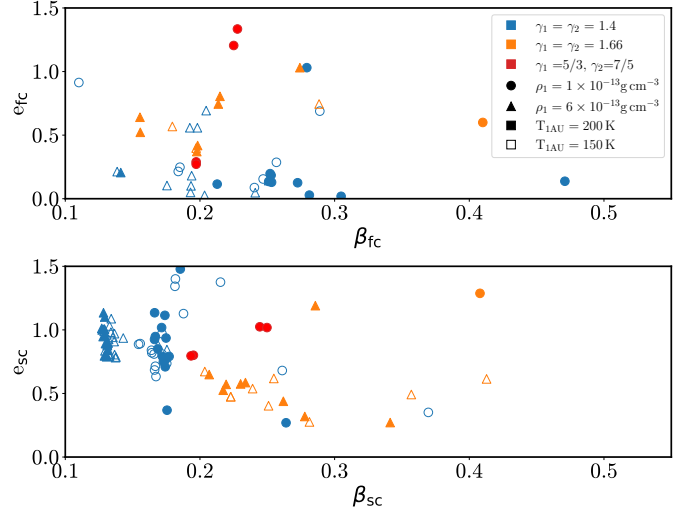 1.5
1.0
0.5
0.0
e_fc
0.1 0.2 0.3 0.4 0.5
β_fc
γ₁ = γ₂ = 1.4
γ₁ = γ₂ = 1.66
γ₁ =5/3, γ₂=7/5
ρ₁ = 1 × 10⁻¹³g cm⁻³
ρ₁ = 6 × 10⁻¹³g cm⁻³
T₁AU = 200 K
T₁AU = 150 K
1.5
1.0
0.5
0.0
e_sc
0.1 0.2 0.3 0.4 0.5
β_sc